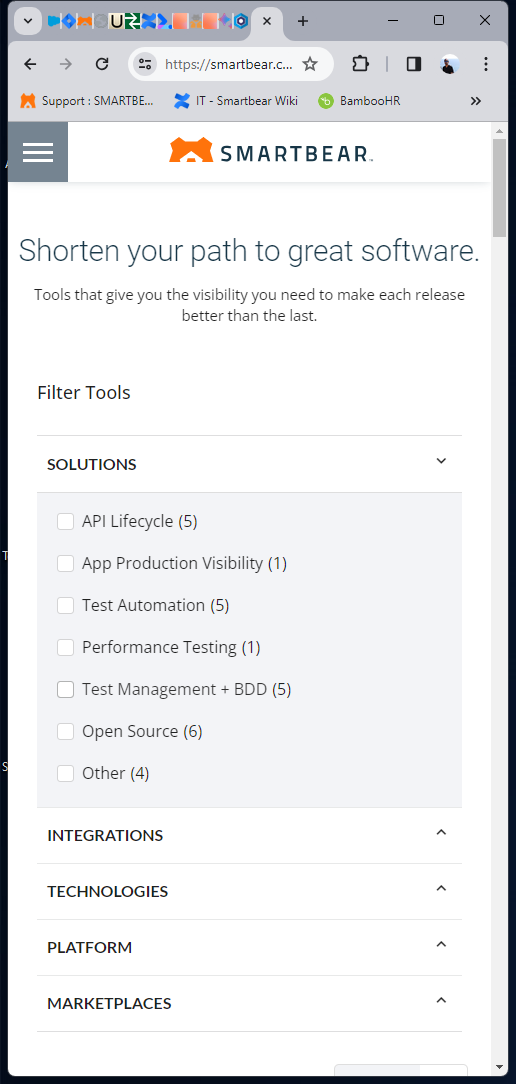 https://smartbear.c...
Support : SMARTBE...
IT - Smartbear Wiki
BambooHR
SMARTBEAR
Shorten your path to great software.
Tools that give you the visibility you need to make each release
better than the last.
Filter Tools
SOLUTIONS
API Lifecycle (5)
App Production Visibility (1)
Test Automation (5)
Performance Testing (1)
Test Management + BDD (5)
Open Source (6)
Other (4)
INTEGRATIONS
TECHNOLOGIES
PLATFORM
MARKETPLACES